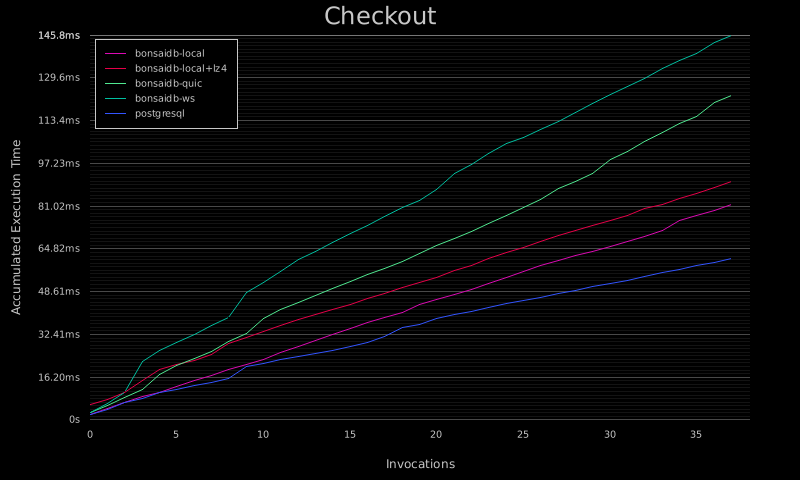 Checkout
145.8ms
129.6ms
113.4ms
97.23ms
81.02ms
64.82ms
48.61ms
32.41ms
16.20ms
0s
bonsaidb-local
bonsaidb-local+lz4
bonsaidb-quic
bonsaidb-ws
postgresql
Accumulated Execution Time
0 5 10 15 20 25 30 35
Invocations